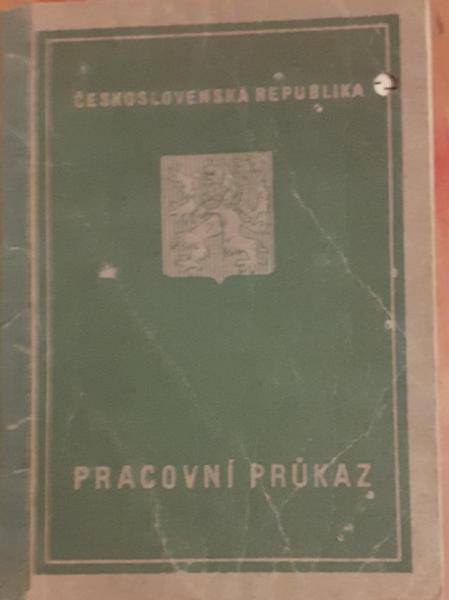 ČESKOSLOVENSKÁ REPUBLIKA
PRACOVNÍ PRŮKAZ